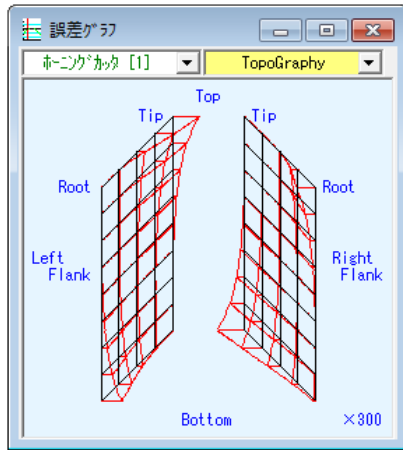 誤差グラフ
ホーニングカッタ [1] TopoGraphy
Top
Tip Tip
Root Root
Left Flank Right Flank
Bottom ×300